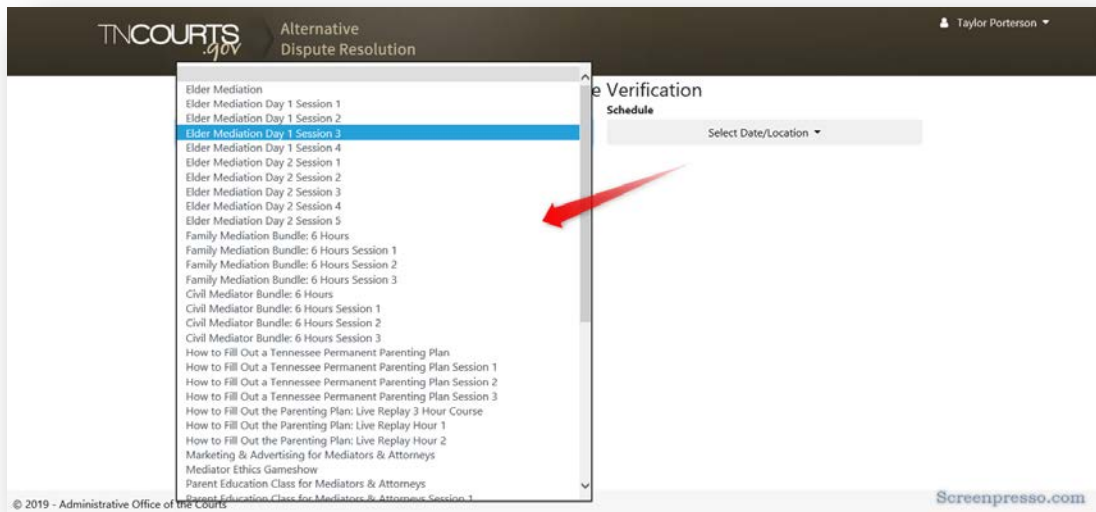 TNCOURTS
.gov
Alternative
Dispute Resolution
Taylor Porterson
e Verification
Schedule
Select Date/Location
Elder Mediation
Elder Mediation Day 1 Session 1
Elder Mediation Day 1 Session 2
Elder Mediation Day 1 Session 3
Elder Mediation Day 1 Session 4
Elder Mediation Day 2 Session 1
Elder Mediation Day 2 Session 2
Elder Mediation Day 2 Session 3
Elder Mediation Day 2 Session 4
Elder Mediation Day 2 Session 5
Family Mediation Bundle: 6 Hours
Family Mediation Bundle: 6 Hours Session 1
Family Mediation Bundle: 6 Hours Session 2
Family Mediation Bundle: 6 Hours Session 3
Civil Mediator Bundle: 6 Hours
Civil Mediator Bundle: 6 Hours Session 1
Civil Mediator Bundle: 6 Hours Session 2
Civil Mediator Bundle: 6 Hours Session 3
How to Fill Out a Tennessee Permanent Parenting Plan
How to Fill Out a Tennessee Permanent Parenting Plan Session 1
How to Fill Out a Tennessee Permanent Parenting Plan Session 2
How to Fill Out a Tennessee Permanent Parenting Plan Session 3
How to Fill Out the Parenting Plan: Live Replay 3 Hour Course
How to Fill Out the Parenting Plan: Live Replay Hour 1
How to Fill Out the Parenting Plan: Live Replay Hour 2
Marketing & Advertising for Mediators & Attorneys
Mediator Ethics Gameshow
Parent Education Class for Mediators & Attorneys
Parent Education Class for Mediators & Attorneys Session 1
© 2019 - Administrative Office of the Courts
Screenpresso.com